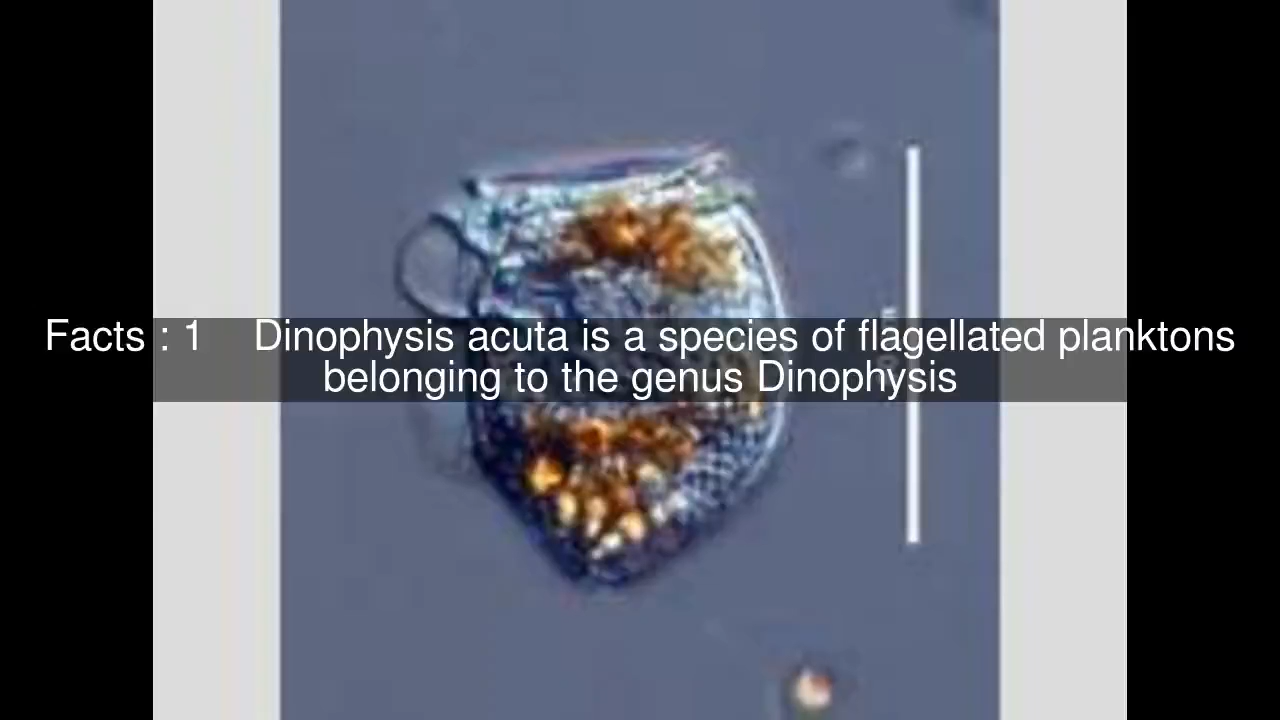 Facts : 1    Dinophysis acuta is a species of flagellated planktons
belonging to the genus Dinophysis